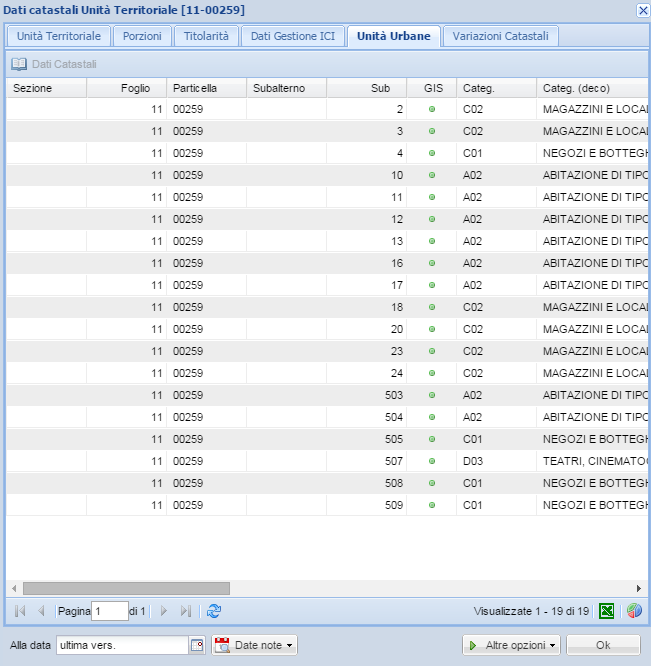 Dati catastali Unità Territoriale [11-00259]
Unità Territoriale Porzioni Titolarità Dati Gestione ICI Unità Urbane Variazioni Catastali
Dati Catastali
Sezione Foglio Particella Subalterno Sub GIS Categ. Categ. (deco)
11 00259 2 C02 MAGAZZINI E LOCAL
11 00259 3 C02 MAGAZZINI E LOCAL
11 00259 4 C01 NEGOZI E BOTTEGH
11 00259 10 A02 ABITAZIONE DI TIPO
11 00259 11 A02 ABITAZIONE DI TIPO
11 00259 12 A02 ABITAZIONE DI TIPO
11 00259 13 A02 ABITAZIONE DI TIPO
11 00259 16 A02 ABITAZIONE DI TIPO
11 00259 17 A02 ABITAZIONE DI TIPO
11 00259 18 C02 MAGAZZINI E LOCAL
11 00259 20 C02 MAGAZZINI E LOCAL
11 00259 23 C02 MAGAZZINI E LOCAL
11 00259 24 C02 MAGAZZINI E LOCAL
11 00259 503 A02 ABITAZIONE DI TIPO
11 00259 504 A02 ABITAZIONE DI TIPO
11 00259 505 C01 NEGOZI E BOTTEGH
11 00259 507 D03 TEATRI, CINEMATOG
11 00259 508 C01 NEGOZI E BOTTEGH
11 00259 509 C01 NEGOZI E BOTTEGH
Pagina 1 di 1 Visualizzate 1 - 19 di 19
Alla data ultima vers. Date note Altre opzioni Ok